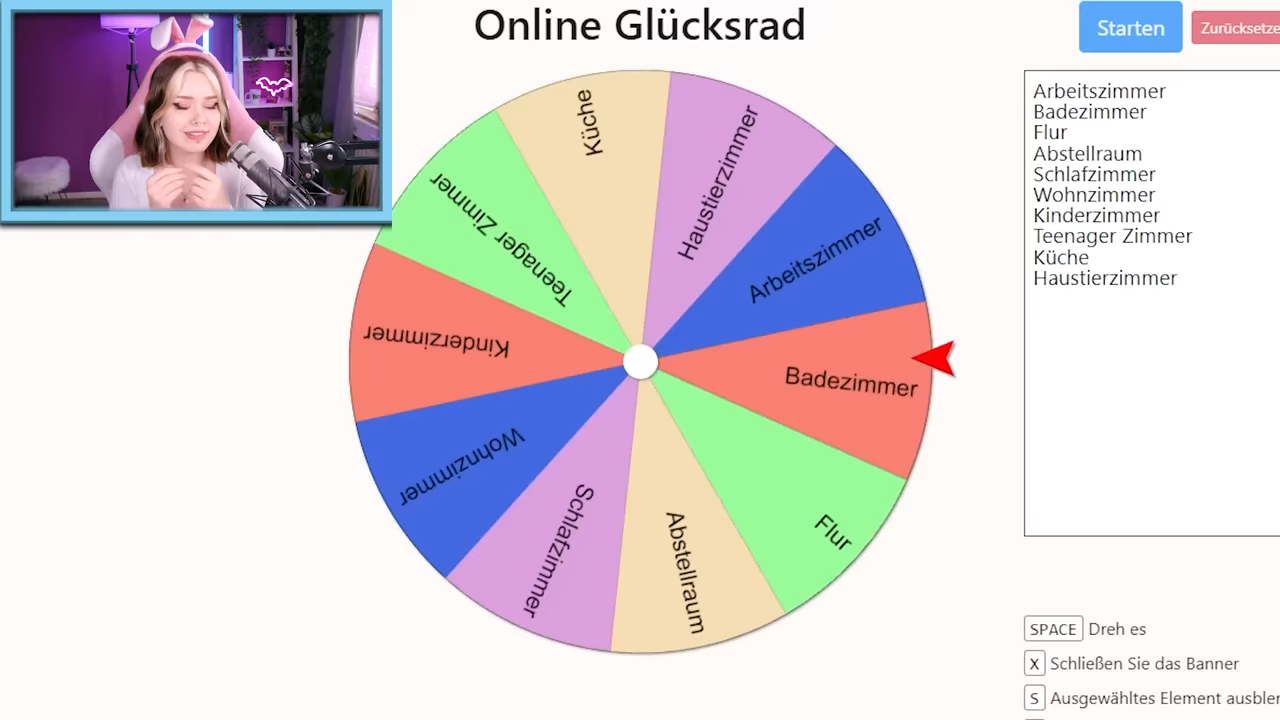 Online Glücksrad
Starten
Zurücksetze
Küche
Haustierzimmer
Arbeitszimmer
Badezimmer
Flur
Abstellraum
Schlafzimmer
Wohnzimmer
Kinderzimmer
Teenager Zimmer
Arbeitszimmer
Badezimmer
Flur
Abstellraum
Schlafzimmer
Wohnzimmer
Kinderzimmer
Teenager Zimmer
Küche
Haustierzimmer
SPACE Dreh es
X Schließen Sie das Banner
S Ausgewähltes Element ausbler